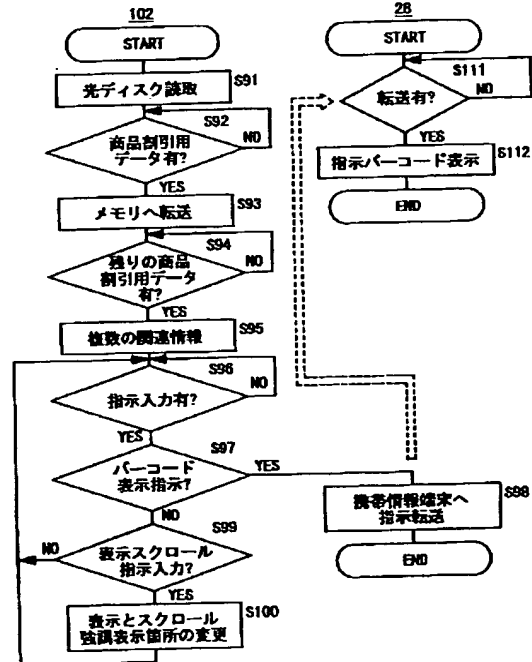 102
START
光ディスク読取
S91
S92
商品割引用
データ有?
NO
YES
メモリへ転送
S93
S94
残りの商品
割引用データ
有?
NO
YES
複数の関連情報
S95
S96
指示入力有?
NO
YES
S97
バーコード
表示指示?
YES
NO
S99
表示スクロール
指示入力?
NO
YES
S100
表示とスクロール
強調表示箇所の変更
携帯情報端末へ
指示転送
S98
END
28
START
S111
転送有?
NO
YES
指示バーコード表示
S112
END